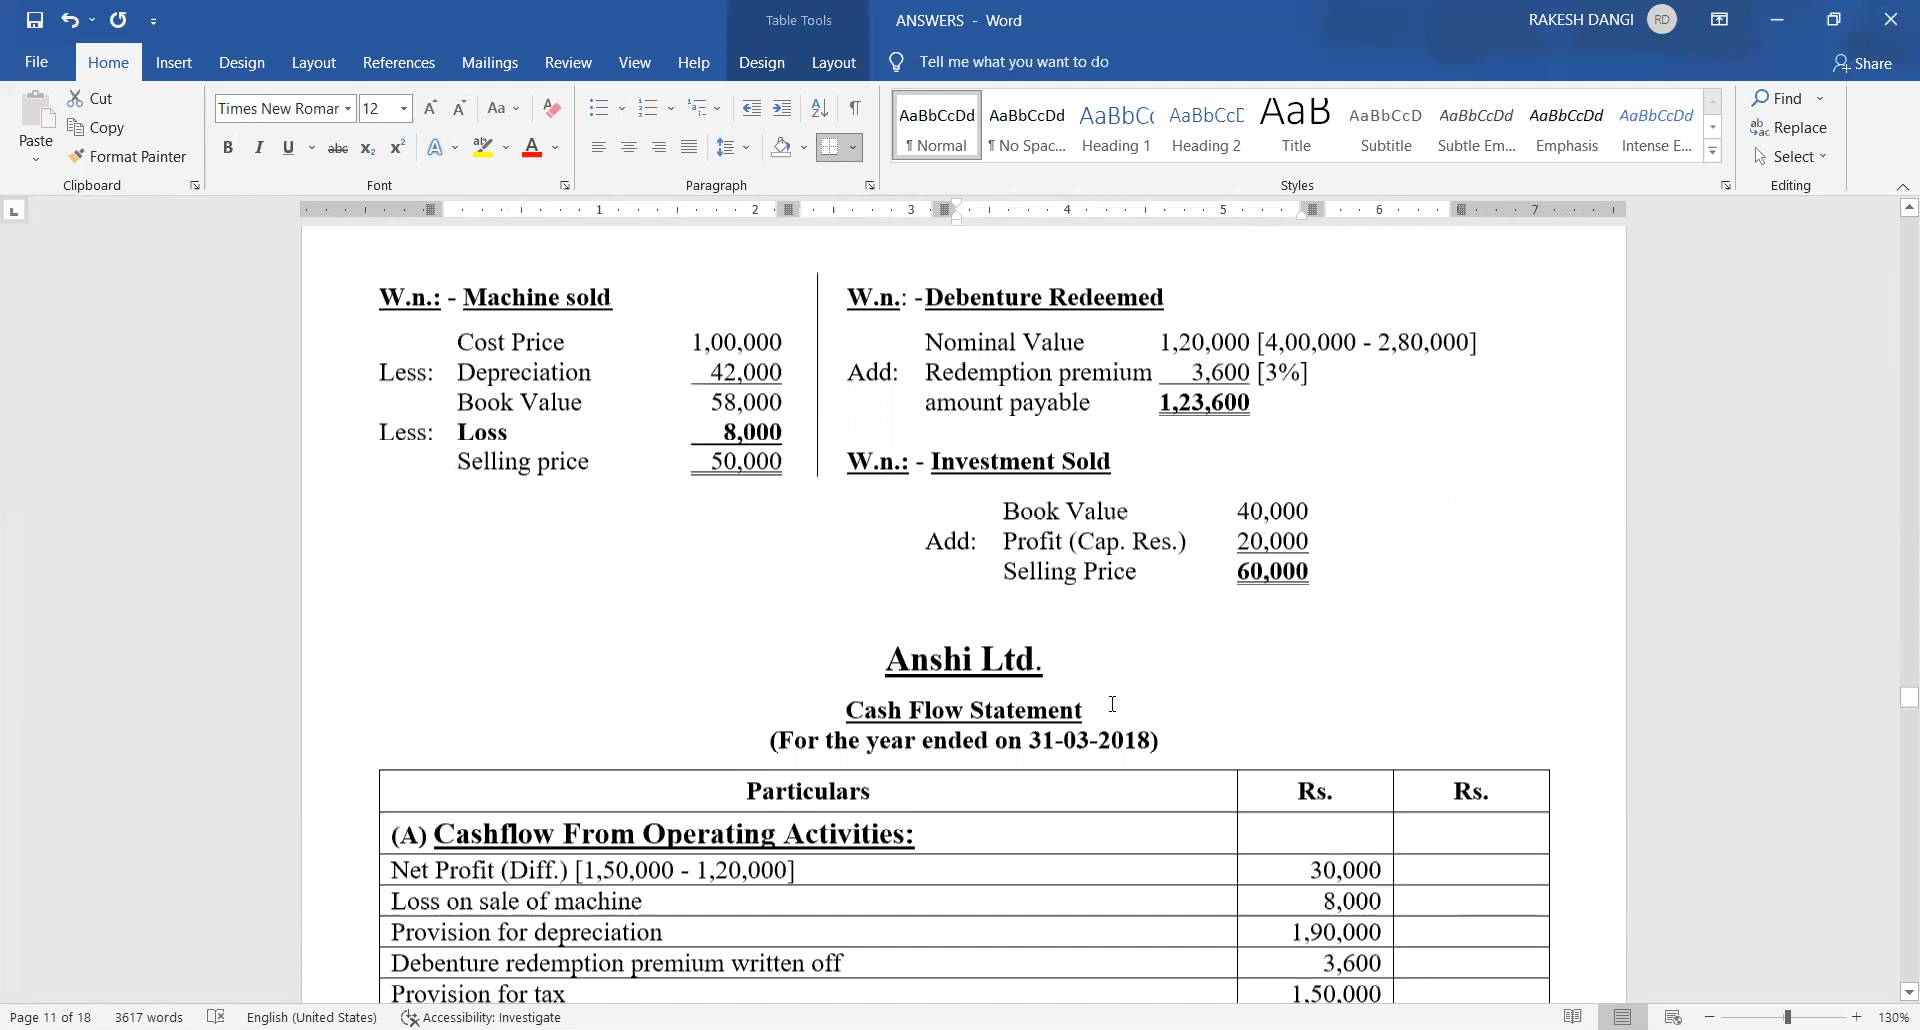 Table Tools
ANSWERS - Word
RAKESH DANGI
RD
File
Home
Insert
Design
Layout
References
Mailings
Review
View
Help
Design
Layout
Tell me what you want to do
Share
Paste
Cut
Copy
Format Painter
Clipboard
Times New Romar
12
Font
Paragraph
AaBbCcDd
¶ Normal
AaBbCcDd
¶ No Spac...
AaBbCc
Heading 1
AaBbCcE
Heading 2
AaB
Title
AaBbCcD
Subtitle
AaBbCcDd
Subtle Em...
AaBbCcDd
Emphasis
AaBbCcDd
Intense E...
Styles
Find
Replace
Select
Editing
1 2 3 4 5 6 7
W.n.: - Machine sold
Cost Price 1,00,000
Less: Depreciation 42,000
Book Value 58,000
Less: Loss 8,000
Selling price 50,000
W.n.: -Debenture Redeemed
Nominal Value 1,20,000 [4,00,000 - 2,80,000]
Add: Redemption premium 3,600 [3%]
amount payable 1,23,600
W.n.: - Investment Sold
Book Value 40,000
Add: Profit (Cap. Res.) 20,000
Selling Price 60,000
Anshi Ltd.
Cash Flow Statement
(For the year ended on 31-03-2018)
Particulars Rs. Rs.
(A) Cashflow From Operating Activities:
Net Profit (Diff.) [1,50,000 - 1,20,000] 30,000
Loss on sale of machine 8,000
Provision for depreciation 1,90,000
Debenture redemption premium written off 3,600
Provision for tax 1,50,000
Page 11 of 18
3617 words
English (United States)
Accessibility: Investigate
130%